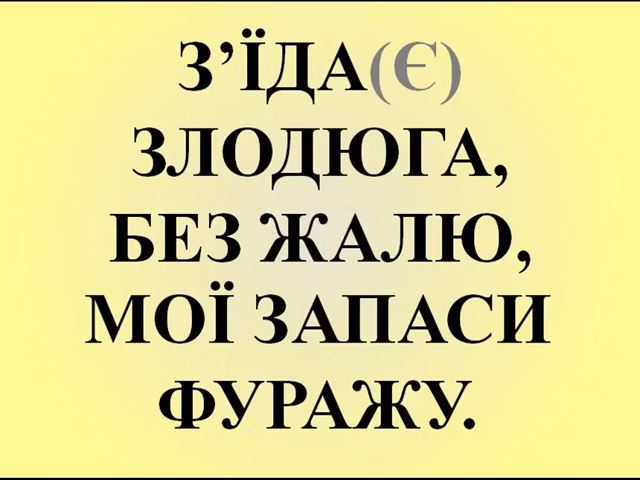 З’ЇДА(Є)
ЗЛОДЮГА,
БЕЗ ЖАЛЮ,
МОЇ ЗАПАСИ
ФУРАЖУ.